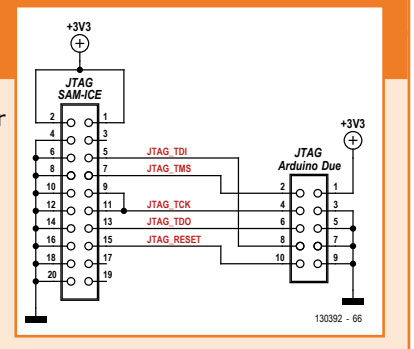 +3V3
JTAG
SAM-ICE
2 1
4 3
6 5 JTAG_TDI
8 7 JTAG_TMS
10 9
12 11 JTAG_TCK
14 13 JTAG_TDO
16 15 JTAG_RESET
18 17
20 19
+3V3
JTAG
Arduino Due
2 1
4 3
6 5
8 7
10 9
130392 - 66
r